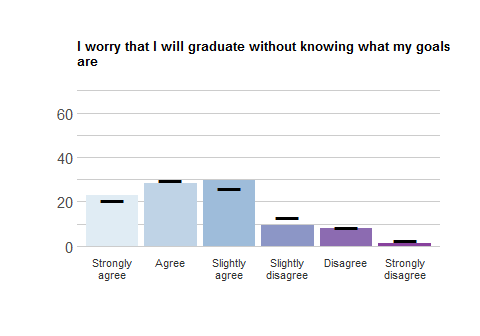 I worry that I will graduate without knowing what my goals
are
60
40
20
0
Strongly
agree
Agree
Slightly
agree
Slightly
disagree
Disagree
Strongly
disagree